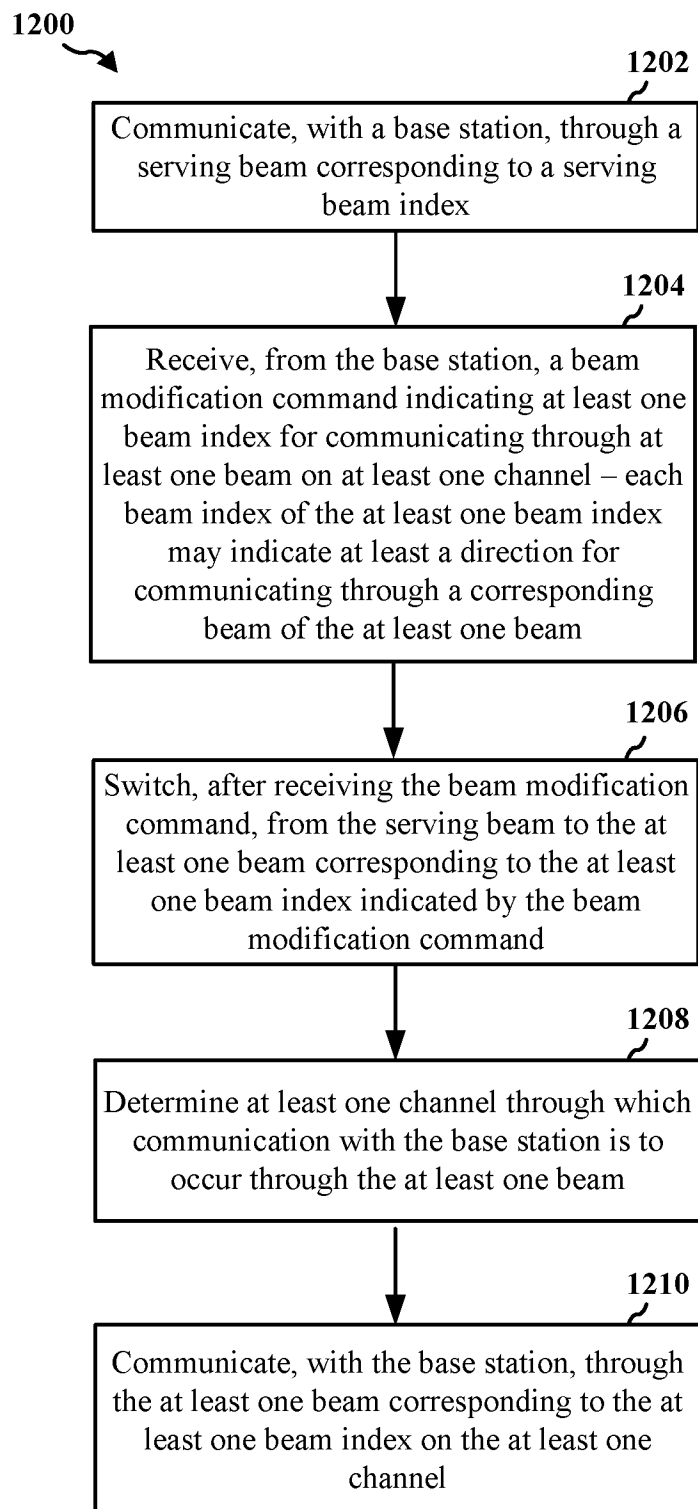 1200
1202
Communicate, with a base station, through a
serving beam corresponding to a serving
beam index
1204
Receive, from the base station, a beam
modification command indicating at least one
beam index for communicating through at
least one beam on at least one channel – each
beam index of the at least one beam index
may indicate at least a direction for
communicating through a corresponding
beam of the at least one beam
1206
Switch, after receiving the beam modification
command, from the serving beam to the at
least one beam corresponding to the at least
one beam index indicated by the beam
modification command
1208
Determine at least one channel through which
communication with the base station is to
occur through the at least one beam
1210
Communicate, with the base station, through
the at least one beam corresponding to the at
least one beam index on the at least one
channel